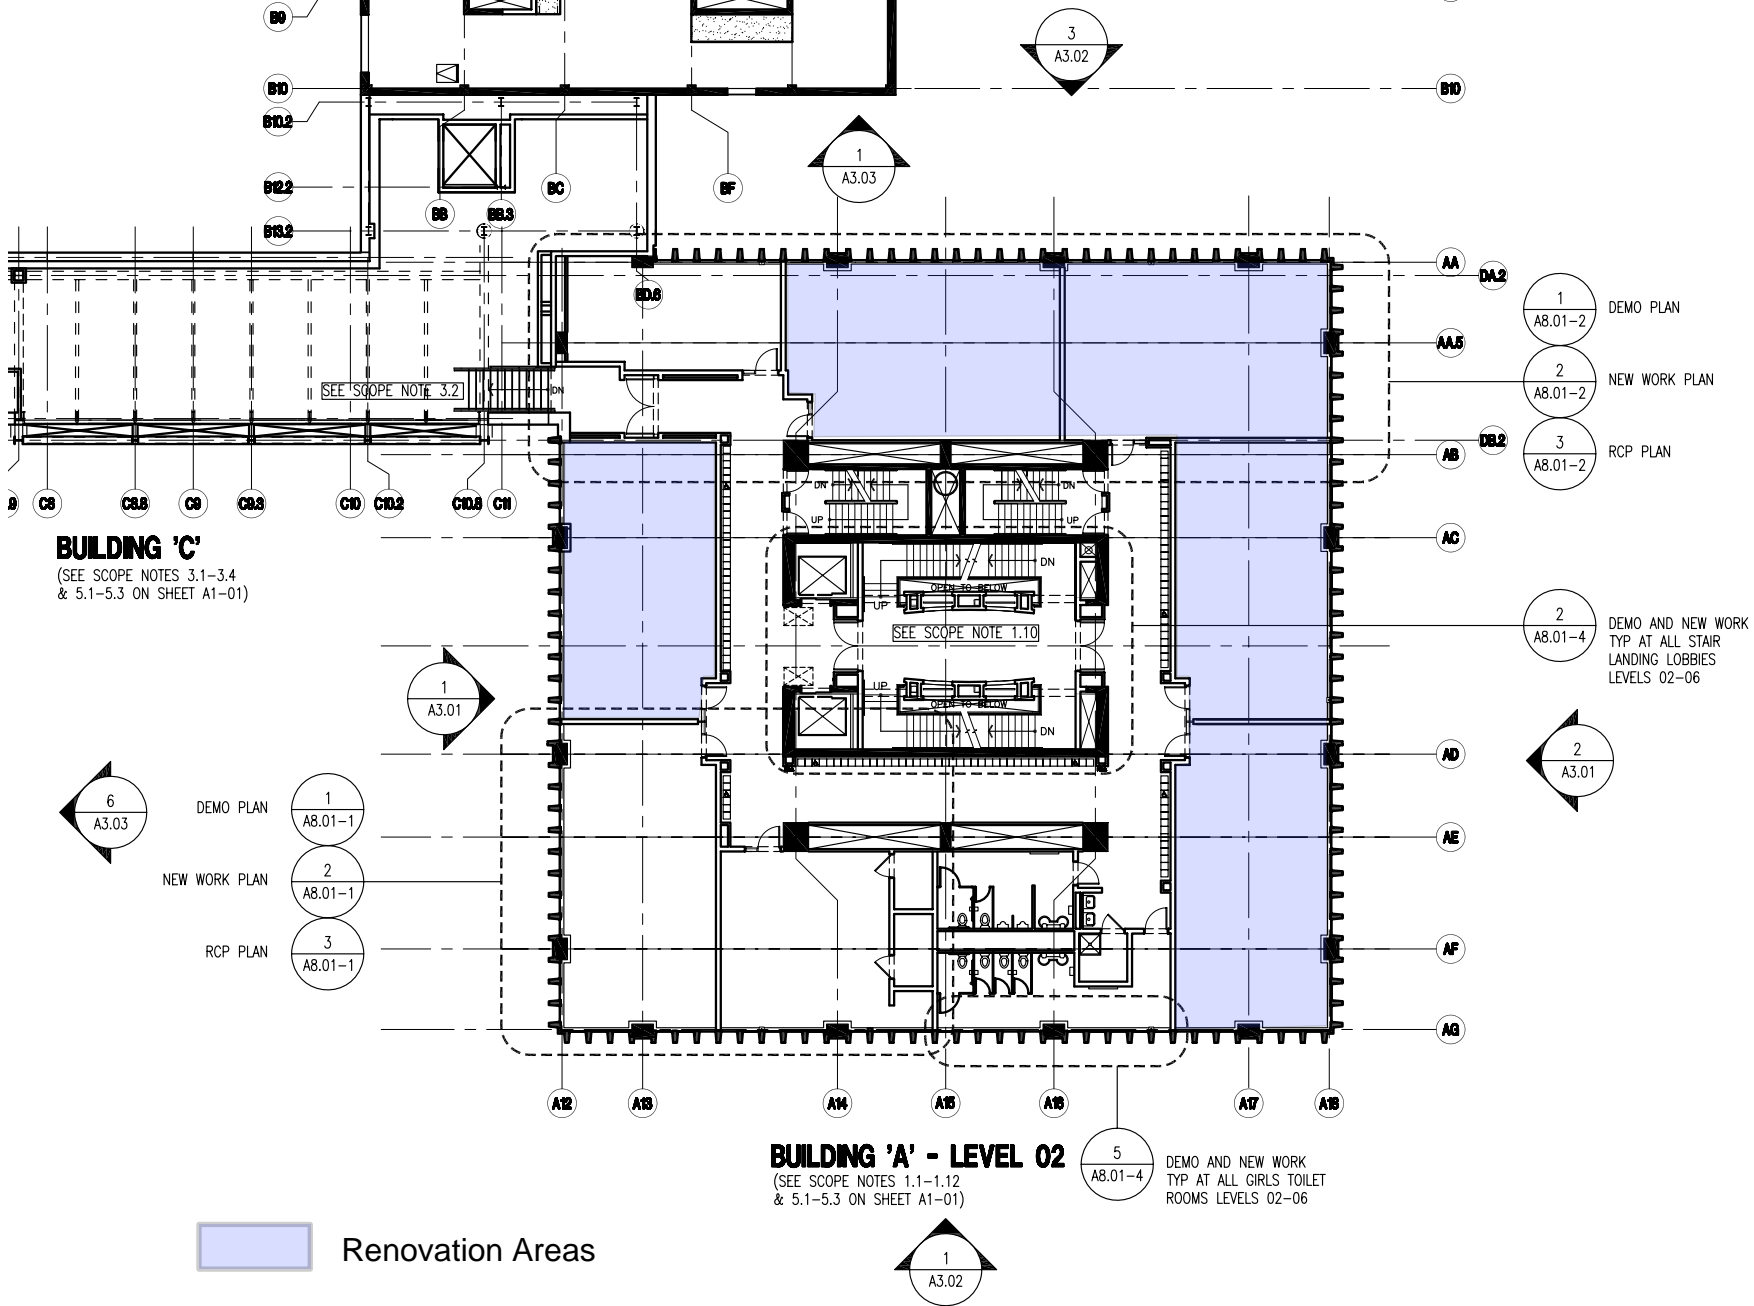 B9
3
A3.02
B10
B10
B10.2
1
A3.03
B12.2
BB
BB.3
BC
BF
B13.2
AA
DA.2
BD.6
1
A8.01-2
DEMO PLAN
AA.5
SEE SCOPE NOTE 3.2
DN
2
A8.01-2
NEW WORK PLAN
DB.2
AB
3
A8.01-2
RCP PLAN
C8
C8.8
C9
C9.3
C10
C10.2
C10.8
C11
DN
DN
UP
UP
BUILDING 'C'
(SEE SCOPE NOTES 3.1-3.4
& 5.1-5.3 ON SHEET A1-01)
AC
DN
OPEN TO BELOW
UP
SEE SCOPE NOTE 1.10
2
A8.01-4
DEMO AND NEW WORK
TYP AT ALL STAIR
LANDING LOBBIES
LEVELS 02-06
1
A3.01
UP
OPEN TO BELOW
DN
AD
2
A3.01
6
A3.03
DEMO PLAN
1
A8.01-1
AE
NEW WORK PLAN
2
A8.01-1
RCP PLAN
3
A8.01-1
AF
AG
A12
A13
A14
A15
A16
A17
A18
BUILDING 'A' - LEVEL 02
(SEE SCOPE NOTES 1.1-1.12
& 5.1-5.3 ON SHEET A1-01)
5
A8.01-4
DEMO AND NEW WORK
TYP AT ALL GIRLS TOILET
ROOMS LEVELS 02-06
Renovation Areas
1
A3.02